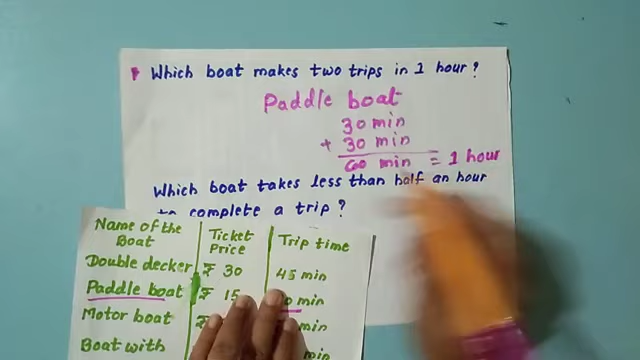 Which boat makes two trips in 1 hour?
Paddle boat
30 min
+ 30 min
60 min = 1 hour
Which boat takes less than half an hour
to complete a trip?
Name of the Boat
Ticket Price
Trip time
Double decker ₹ 30 45 min
Paddle boat ₹ 15 min
Motor boat ₹ min
Boat with min